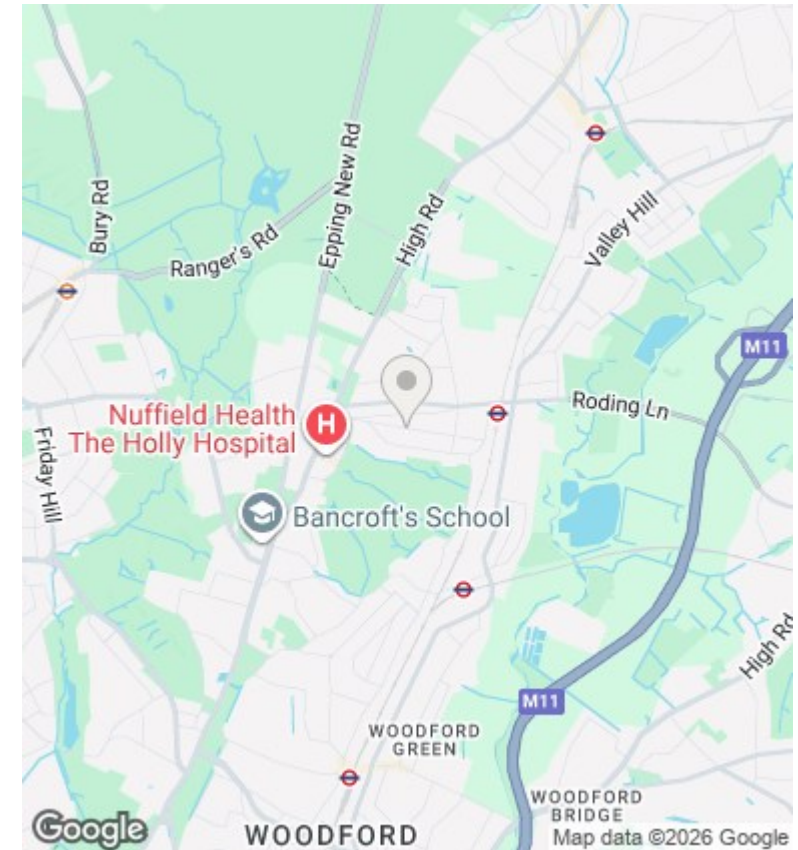 Bury Rd
Epping New Rd
High Rd
Ranger's Rd
Valley Hill
M11
Nuffield Health
The Holly Hospital
H
Roding Ln
Friday Hill
Bancroft's School
High Rd
M11
WOODFORD
GREEN
WOODFORD
BRIDGE
WOODFORD
Google
Map data ©2026 Google